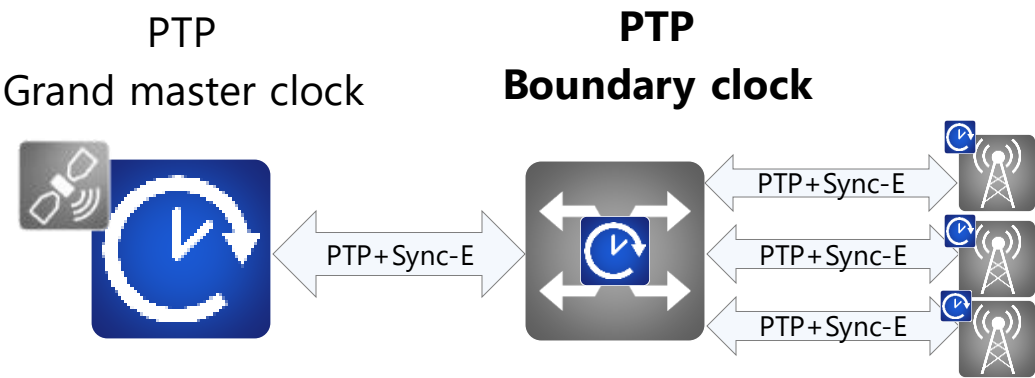 PTP
Grand master clock
PTP
Boundary clock
PTP+Sync-E
PTP+Sync-E
PTP+Sync-E
PTP+Sync-E